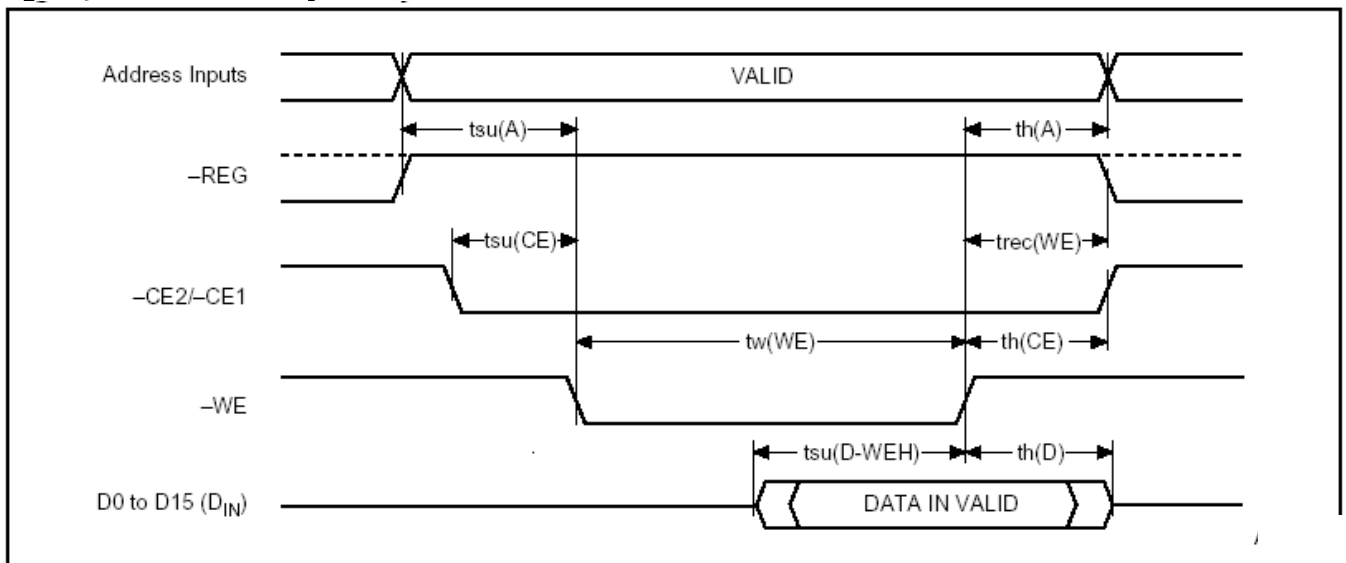 Address Inputs
VALID
tsu(A)
th(A)
–REG
tsu(CE)
trec(WE)
–CE2/–CE1
tw(WE)
th(CE)
–WE
tsu(D-WEH)
th(D)
D0 to D15 (DIN)
DATA IN VALID